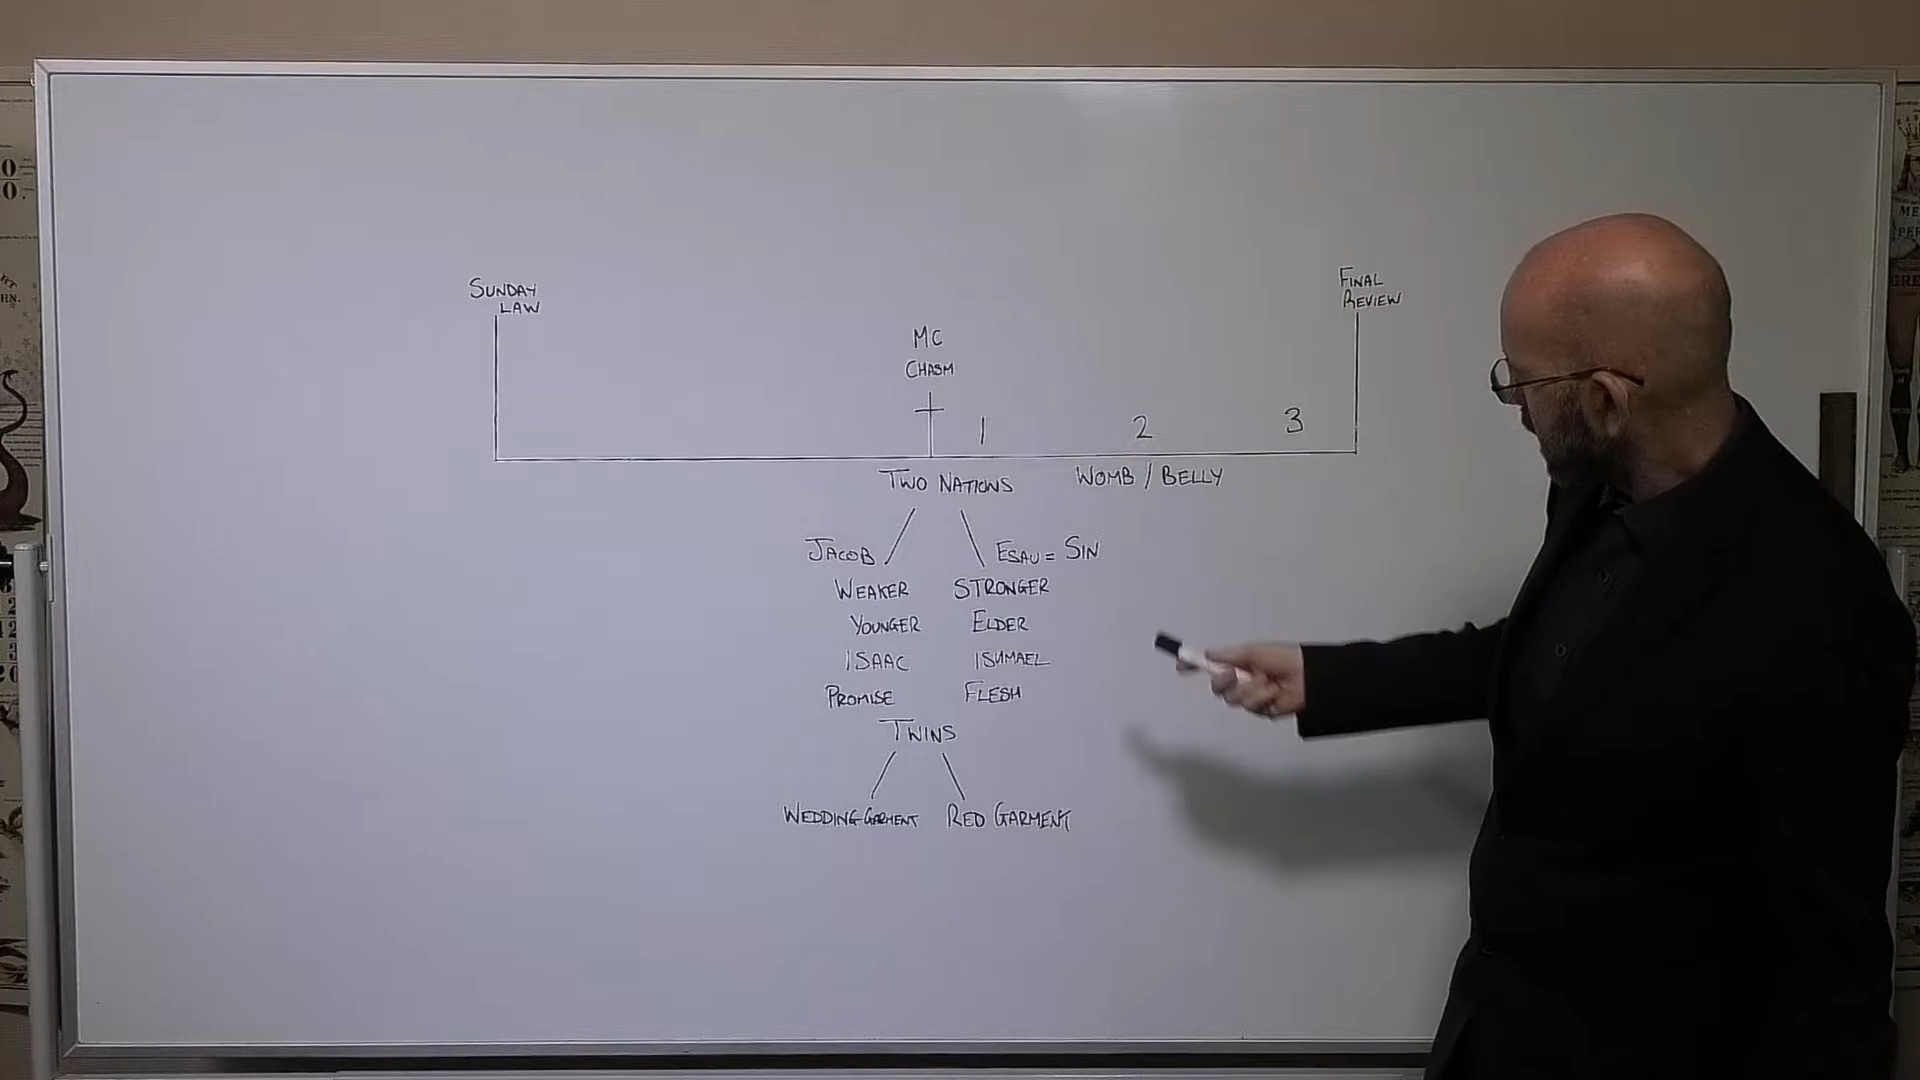 SUNDAY
LAW
FINAL
REVIEW
MC
CHASM
1 2 3
TWO NATIONS WOMB / BELLY
JACOB ESAU = SIN
WEAKER STRONGER
YOUNGER ELDER
ISAAC ISHMAEL
PROMISE FLESH
TWINS
WEDDING GARMENT RED GARMENT